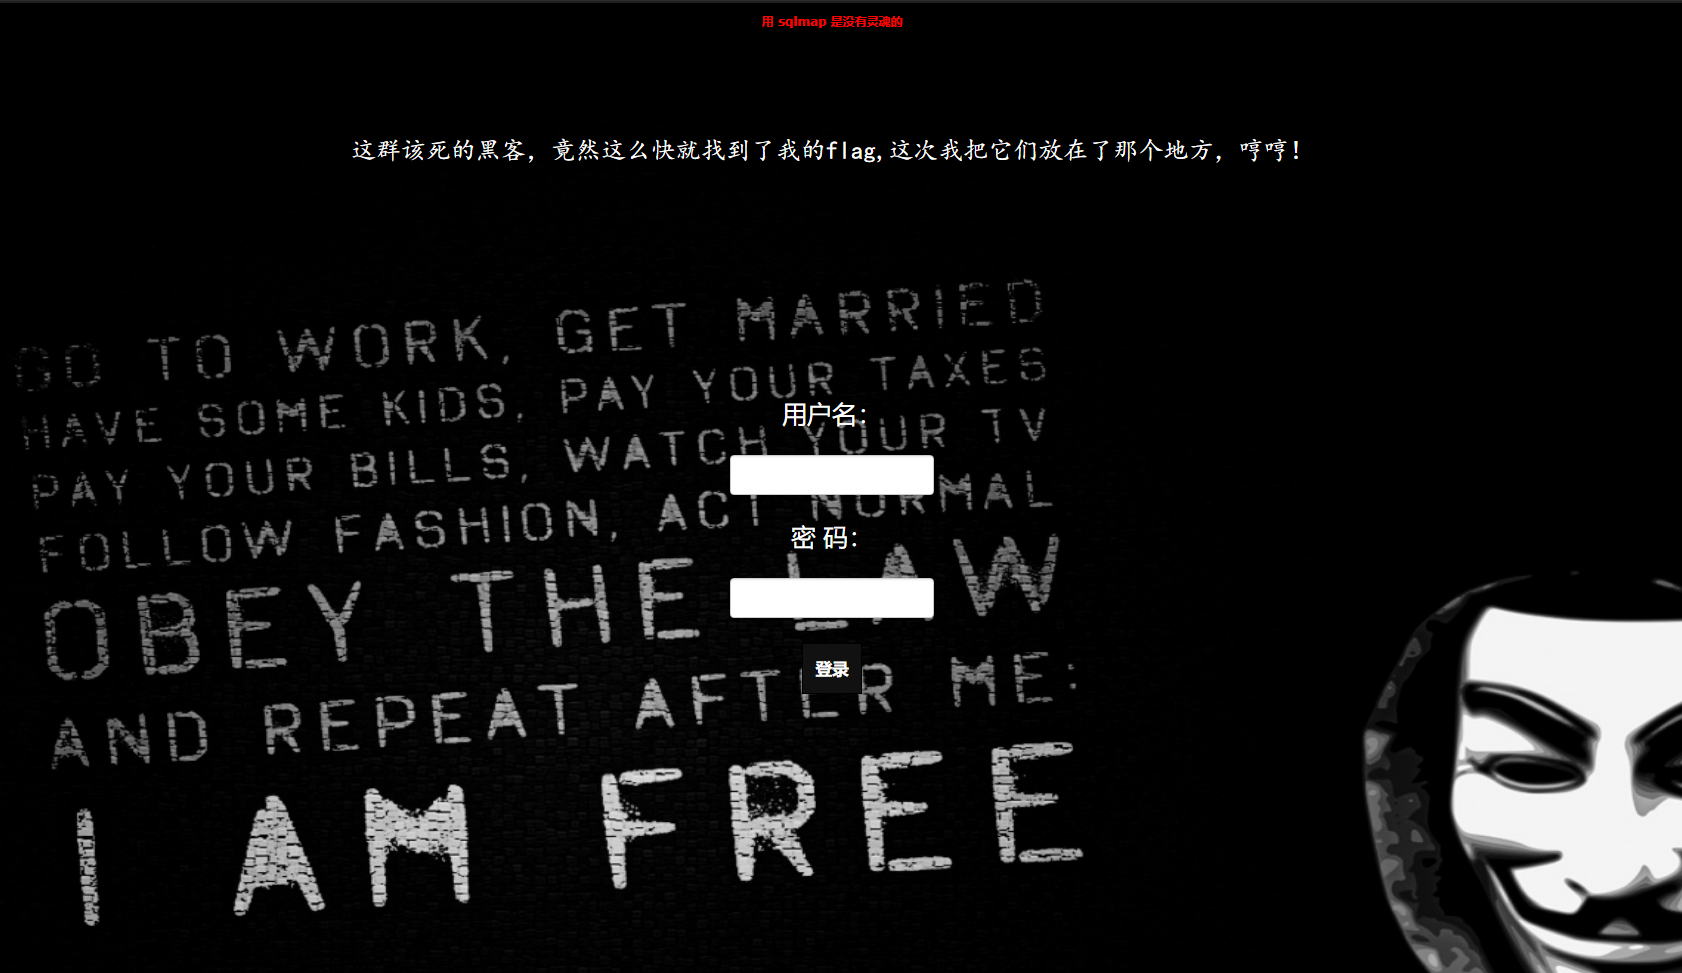 用 sqlmap 是没有灵魂的
这群该死的黑客，竟然这么快就找到了我的flag,这次我把它们放在了那个地方，哼哼！
GO TO WORK, GET MARRIED
HAVE SOME KIDS, PAY YOUR TAXES
PAY YOUR BILLS, WATCH YOUR TV
FOLLOW FASHION, ACT NORMAL
OBEY THE LAW
AND REPEAT AFTER ME:
I AM FREE
用户名：
密 码：
登录